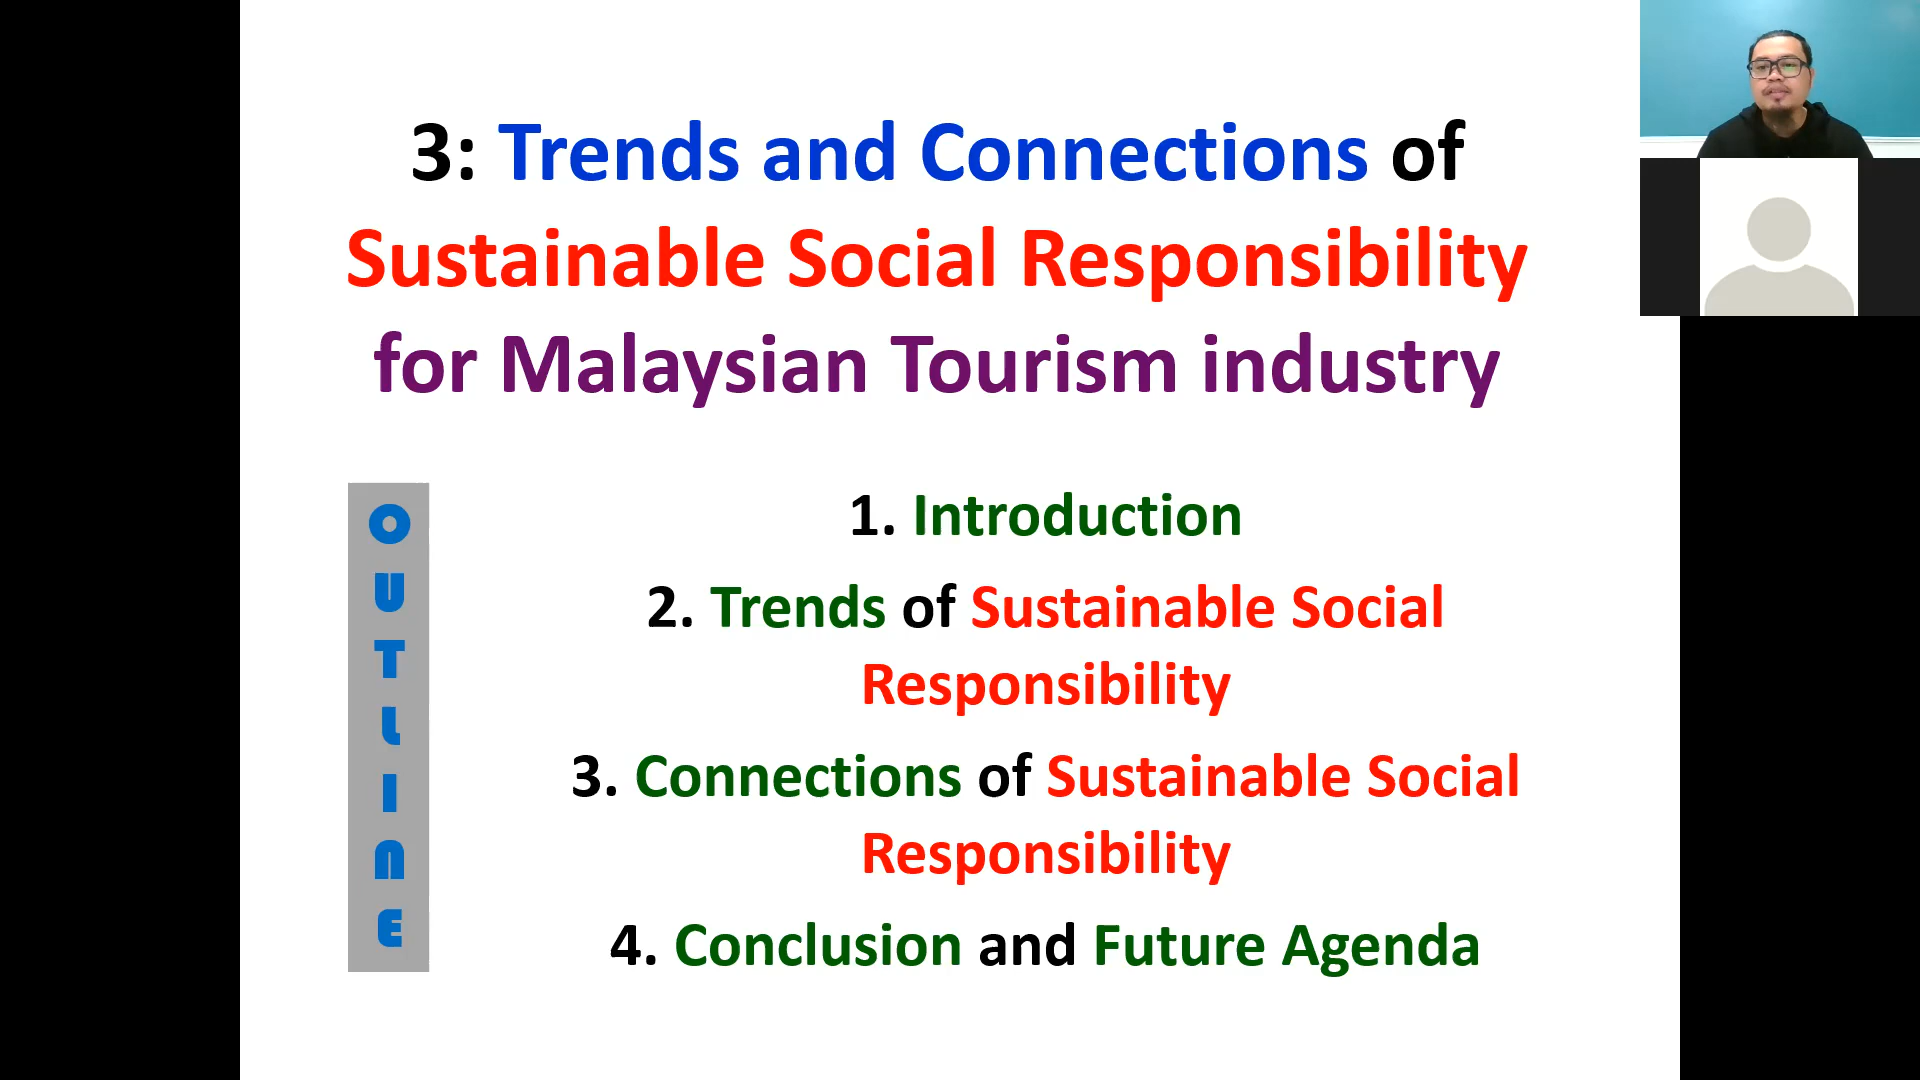 3: Trends and Connections of
Sustainable Social Responsibility
for Malaysian Tourism industry
OUTLINE
1. Introduction
2. Trends of Sustainable Social
Responsibility
3. Connections of Sustainable Social
Responsibility
4. Conclusion and Future Agenda